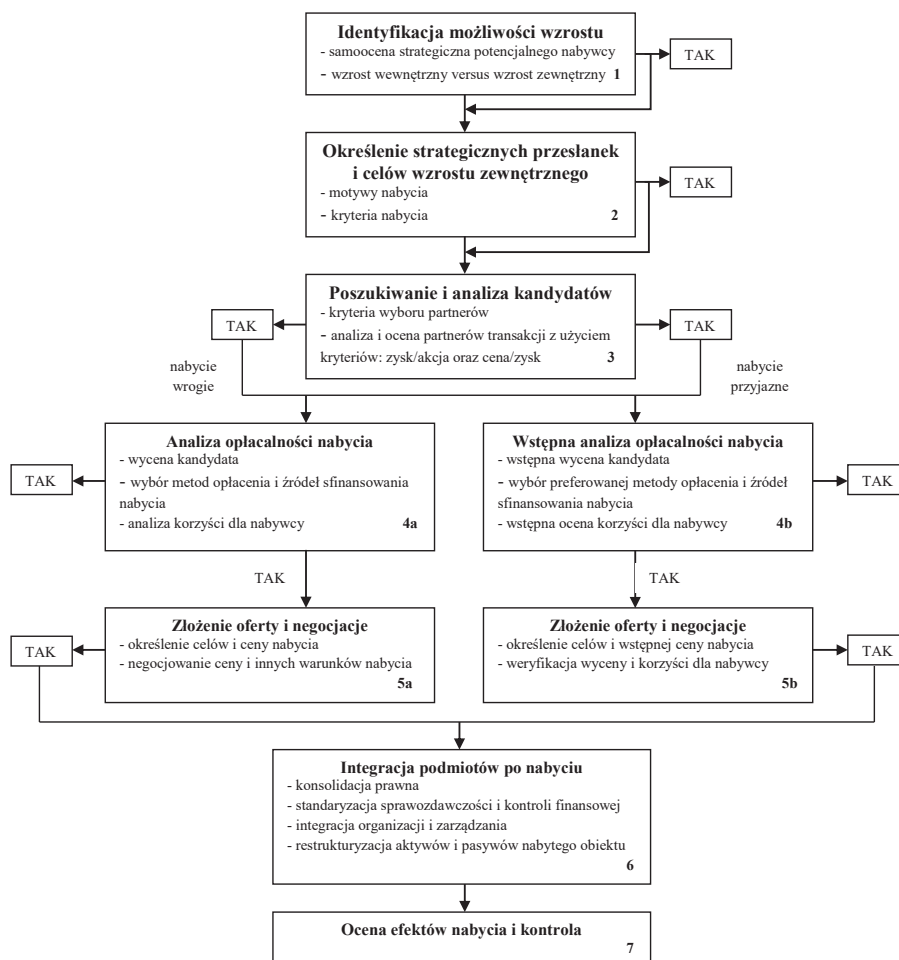 Identyfikacja możliwości wzrostu
- samoocena strategiczna potencjalnego nabywcy
- wzrost wewnętrzny versus wzrost zewnętrzny 1
TAK
Określenie strategicznych przesłanek
i celów wzrostu zewnętrznego
- motywy nabycia
- kryteria nabycia 2
TAK
Poszukiwanie i analiza kandydatów
- kryteria wyboru partnerów
- analiza i ocena partnerów transakcji z użyciem
kryteriów: zysk/akcja oraz cena/zysk 3
TAK
TAK
nabycie
wrogie
nabycie
przyjazne
Analiza opłacalności nabycia
- wycena kandydata
- wybór metod opłacenia i źródeł sfinansowania
nabycia
- analiza korzyści dla nabywcy 4a
TAK
Wstępna analiza opłacalności nabycia
- wstępna wycena kandydata
- wybór preferowanej metody opłacenia i źródeł
sfinansowania nabycia
- wstępna ocena korzyści dla nabywcy 4b
TAK
TAK
TAK
Złożenie oferty i negocjacje
- określenie celów i ceny nabycia
- negocjowanie ceny i innych warunków nabycia
5a
TAK
Złożenie oferty i negocjacje
- określenie celów i wstępnej ceny nabycia
- weryfikacja wyceny i korzyści dla nabywcy
5b
TAK
Integracja podmiotów po nabyciu
- konsolidacja prawna
- standaryzacja sprawozdawczości i kontroli finansowej
- integracja organizacji i zarządzania
- restrukturyzacja aktywów i pasywów nabytego obiektu
6
Ocena efektów nabycia i kontrola
7